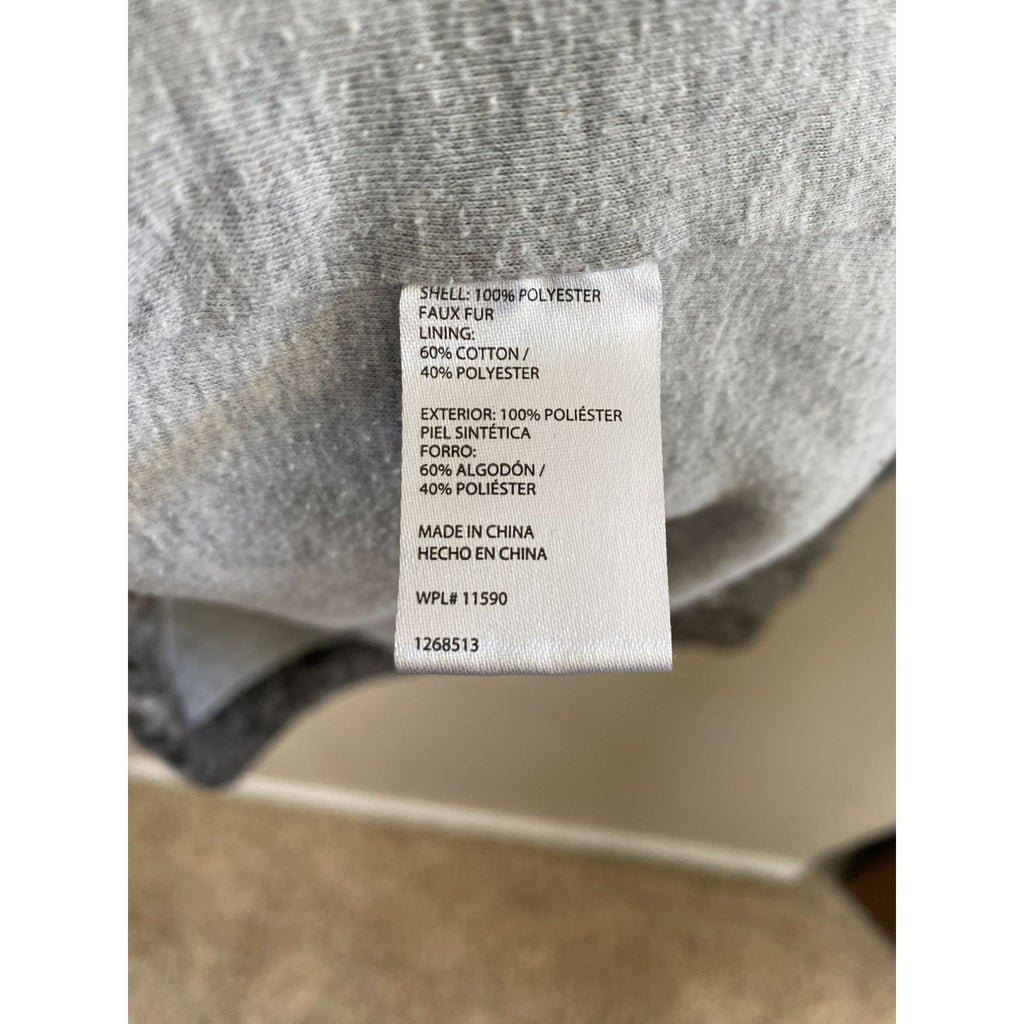 SHELL: 100% POLYESTER
FAUX FUR
LINING:
60% COTTON /
40% POLYESTER
EXTERIOR: 100% POLIÉSTER
PIEL SINTÉTICA
FORRO:
60% ALGODÓN /
40% POLIÉSTER
MADE IN CHINA
HECHO EN CHINA
WPL# 11590
1268513